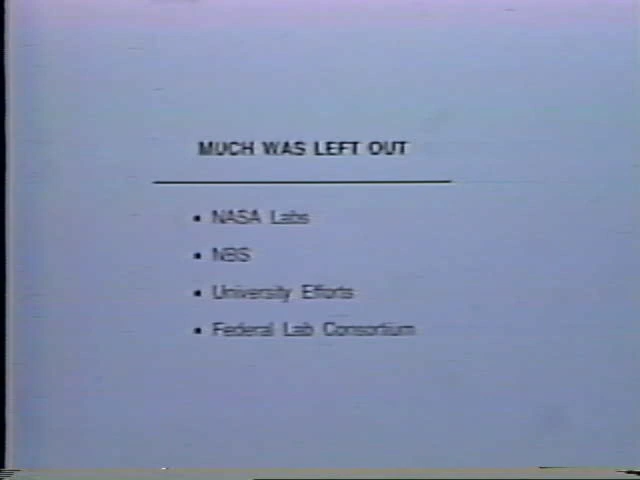 MUCH WAS LEFT OUT
• NASA Labs
• NBS
• University Efforts
• Federal Lab Consortium